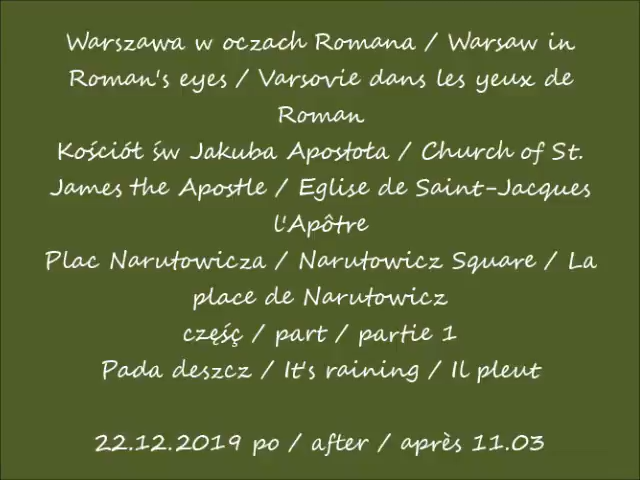 Warszawa w oczach Romana / Warsaw in
Roman's eyes / Varsovie dans les yeux de
Roman
Kościół św Jakuba Apostoła / Church of St.
James the Apostle / Eglise de Saint-Jacques
l'Apôtre
Plac Narutowicza / Narutowicz Square / La
place de Narutowicz
częśç / part / partie 1
Pada deszcz / It's raining / Il pleut
22.12.2019 po / after / après 11.03